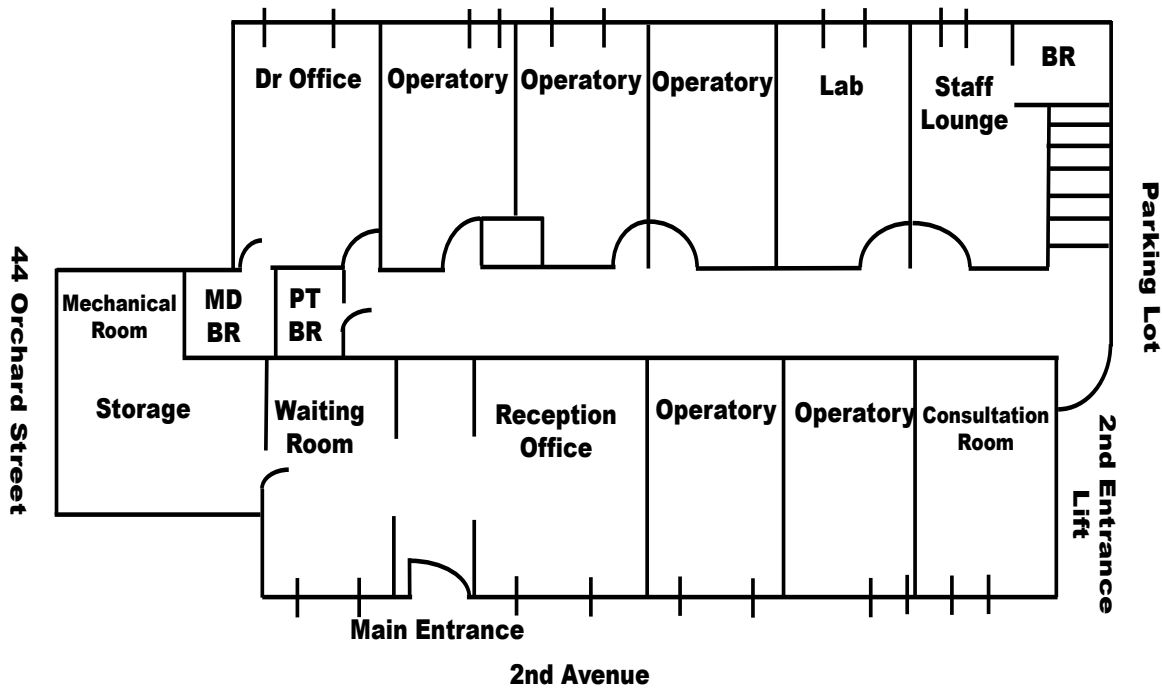 Dr Office
Operatory
Operatory
Operatory
Lab
Staff
Lounge
BR
Parking Lot
44 Orchard Street
Mechanical
Room
MD
BR
PT
BR
Storage
Waiting
Room
Reception
Office
Operatory
Operatory
Consultation
Room
2nd Entrance
Lift
Main Entrance
2nd Avenue